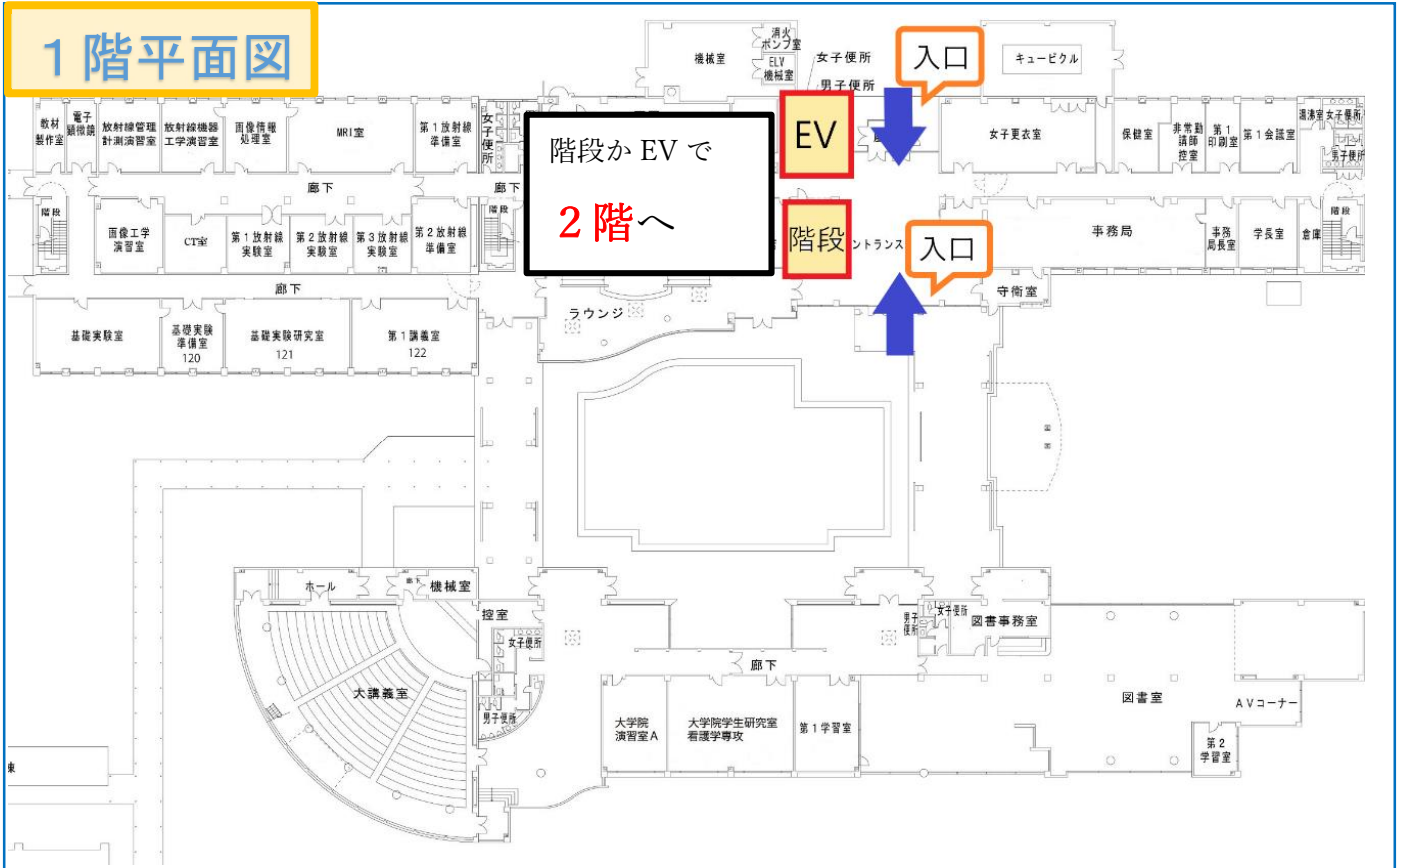 １階平面図
機械室
消火
ポンプ室
ELV
機械室
女子便所
男子便所
入口
キュービクル
教材
製作室
電子
顕微鏡
放射線管理
計測演習室
放射線機器
工学演習室
画像情報
処理室
MRI室
第１放射線
準備室
女子便所
階段か EV で
２階へ
EV
女子更衣室
保健室
非常勤
講師
控室
第１
印刷室
第１会議室
湯沸室
女子便所
男子便所
廊下
廊下
階段
画像工学
演習室
CT室
第１放射線
実験室
第２放射線
実験室
第３放射線
実験室
第２放射線
準備室
階段
階段
ントランス
入口
事務局
事務
局長室
学長室
倉庫
階段
廊下
守衛室
基礎実験室
基礎実験
準備室
120
基礎実験研究室
121
第１講義室
122
ラウンジ
ホール
廊下
機械室
控室
女子便所
男子便所
大講義室
男子
便所
女子便所
図書事務室
廊下
大学院
演習室A
大学院学生研究室
看護学専攻
第１学習室
図書室
AVコーナー
第２
学習室
棟